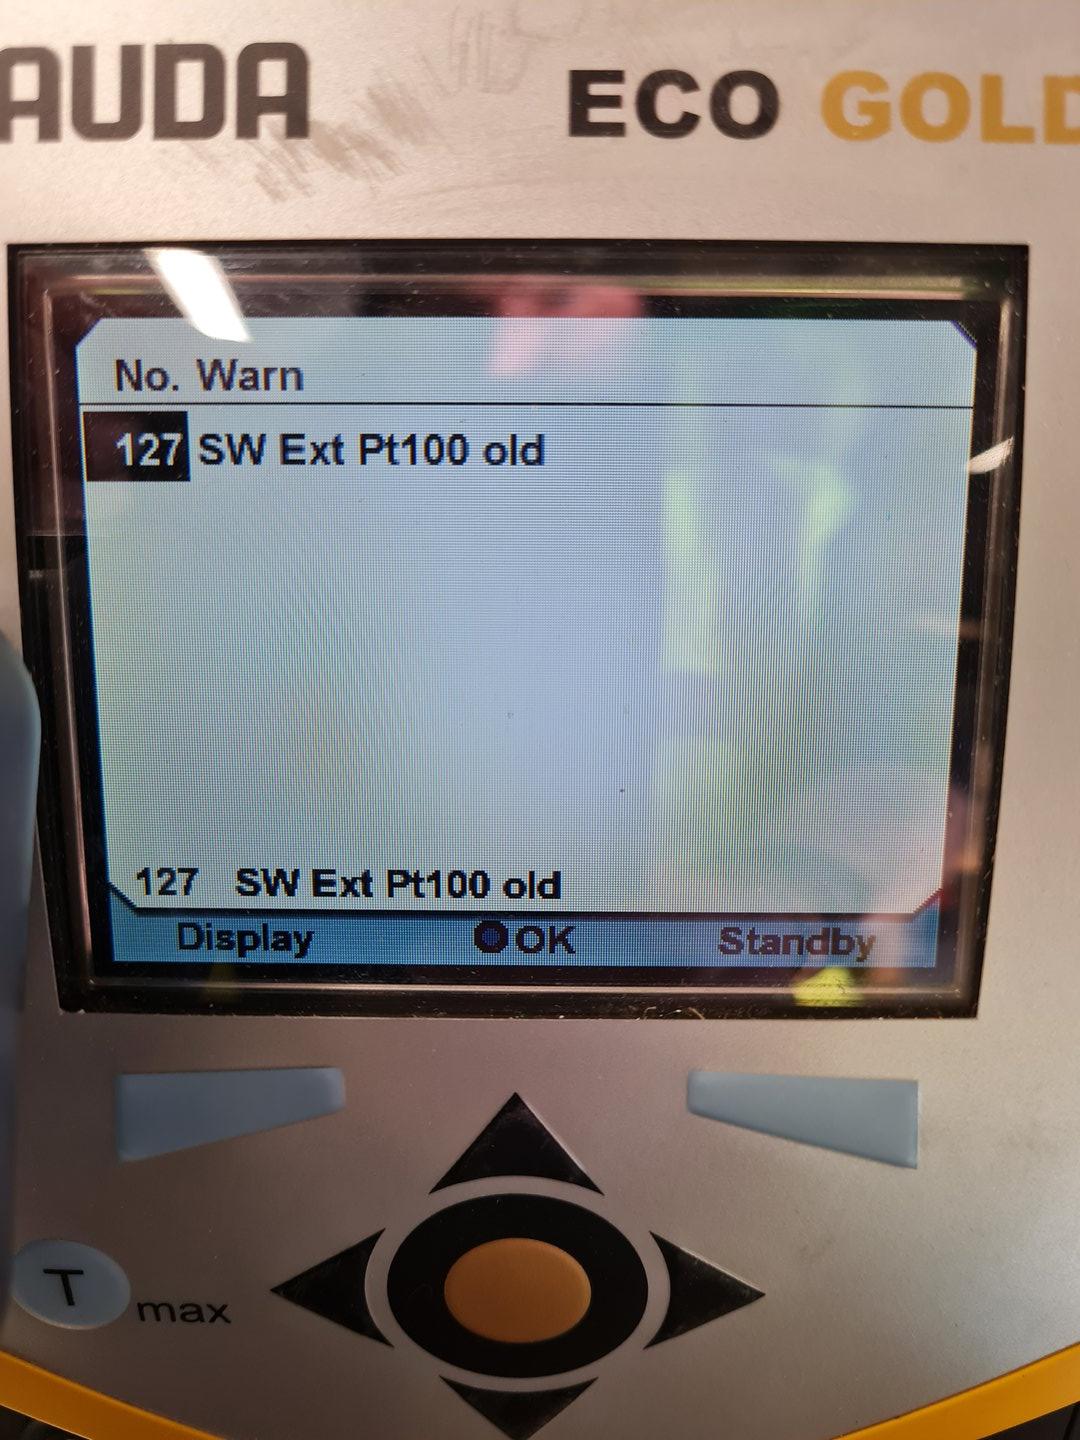 AUDA ECO GOLD
No. Warn
127 SW Ext Pt100 old
127 SW Ext Pt100 old
Display OK Standby
T max